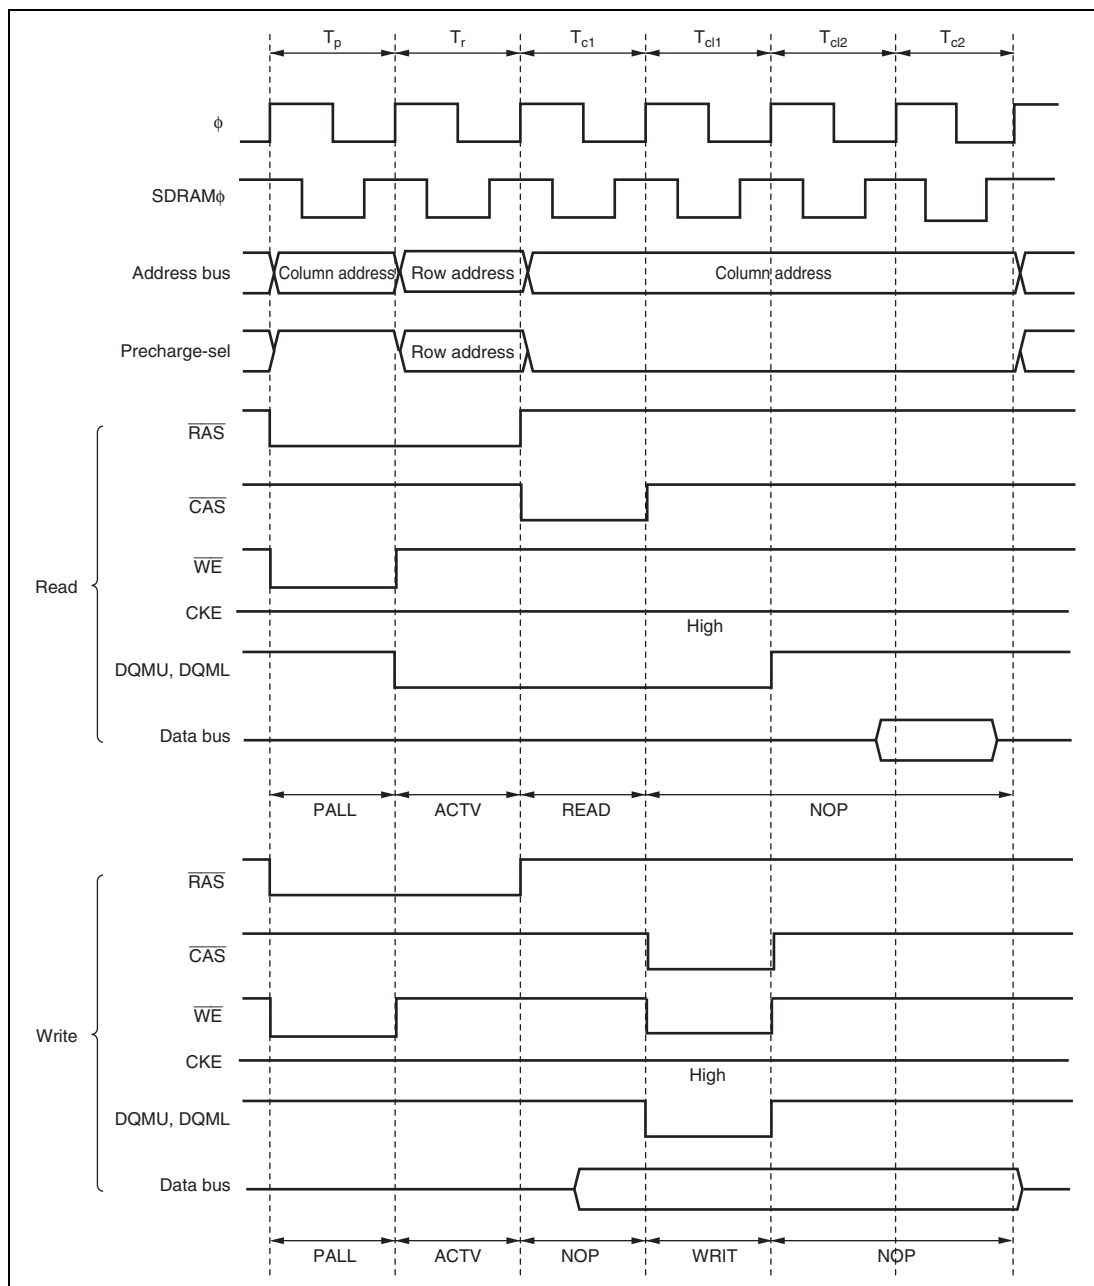 Tp Tr Tc1 Tcl1 Tcl2 Tc2
ϕ
SDRAMϕ
Address bus Column address Row address Column address
Precharge-sel Row address
Read
RAS
CAS
WE
CKE High
DQMU, DQML
Data bus
PALL ACTV READ NOP
Write
RAS
CAS
WE
CKE High
DQMU, DQML
Data bus
PALL ACTV NOP WRIT NOP